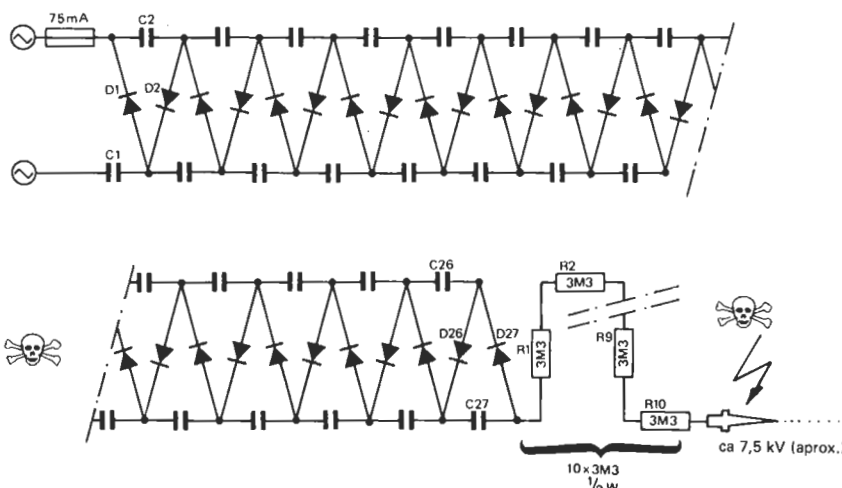 75mA
C2
D1
D2
C1
C26
D26
D27
C27
R1
3M3
R2
3M3
R9
3M3
R10
3M3
10×3M3
ca 7,5 kV (aprox.